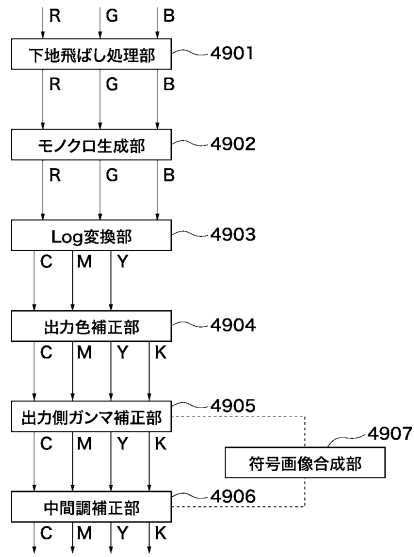 R G B
下地飛ばし処理部 4901
R G B
モノクロ生成部 4902
R G B
Log変換部 4903
C M Y
出力色補正部 4904
C M Y K
出力側ガンマ補正部 4905
C M Y K
符号画像合成部 4907
中間調補正部 4906
C M Y K